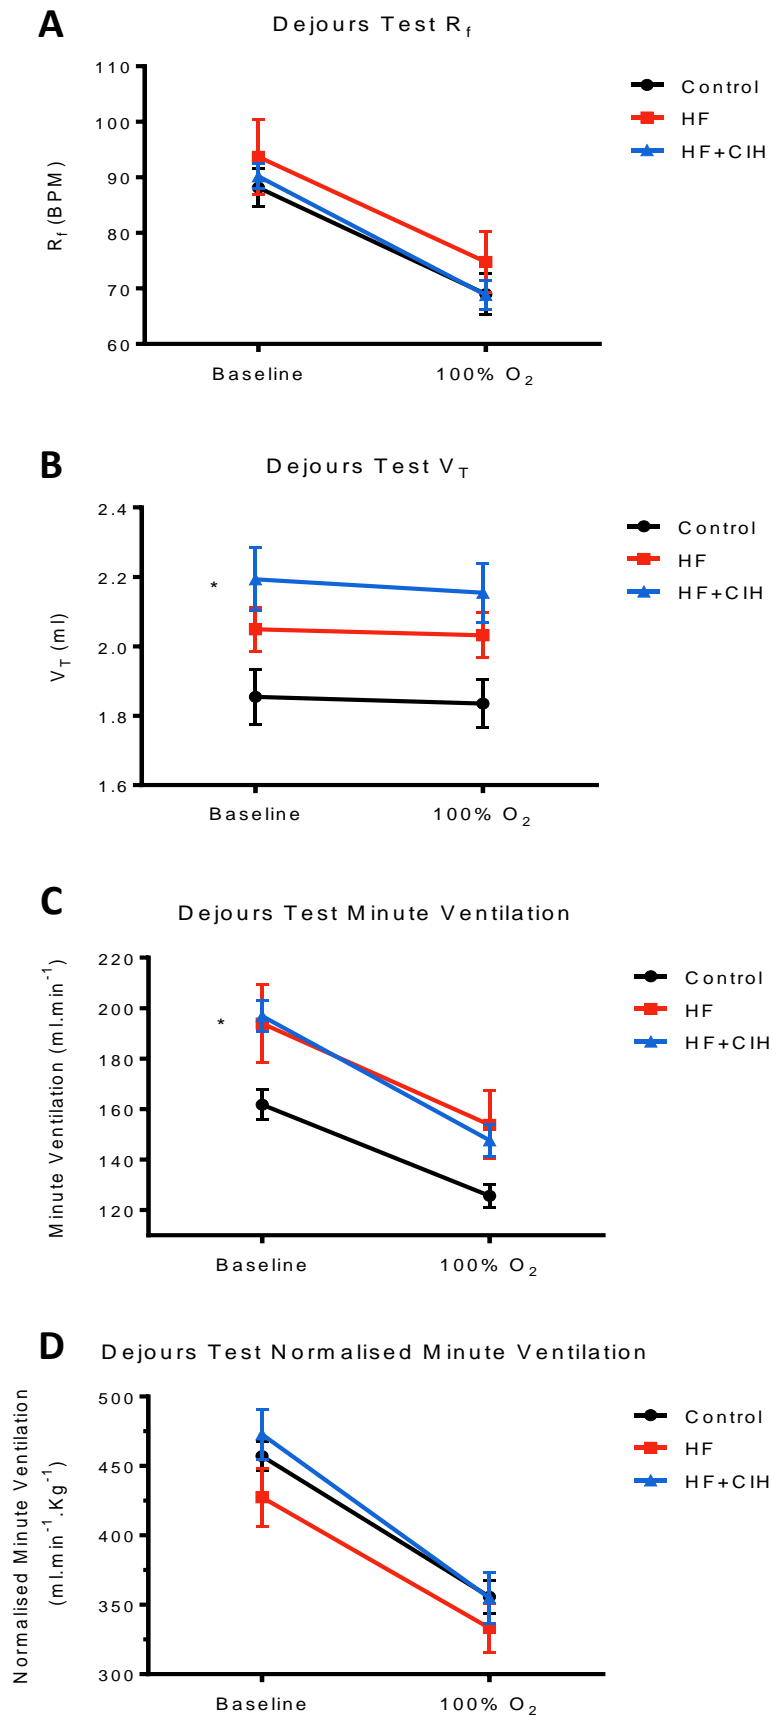 A
Dejours Test Rf
110
100
90
80
70
60
Rf (BPM)
Baseline
100% O2
Control
HF
HF+CIH
B
Dejours Test VT
2.4
2.2
2.0
1.8
1.6
VT (ml)
*
Baseline
100% O2
Control
HF
HF+CIH
C
Dejours Test Minute Ventilation
220
200
180
160
140
120
Minute Ventilation (ml.min-1)
*
Baseline
100% O2
Control
HF
HF+CIH
D
Dejours Test Normalised Minute Ventilation
500
450
400
350
300
Normalised Minute Ventilation
(ml.min-1.Kg-1)
Baseline
100% O2
Control
HF
HF+CIH